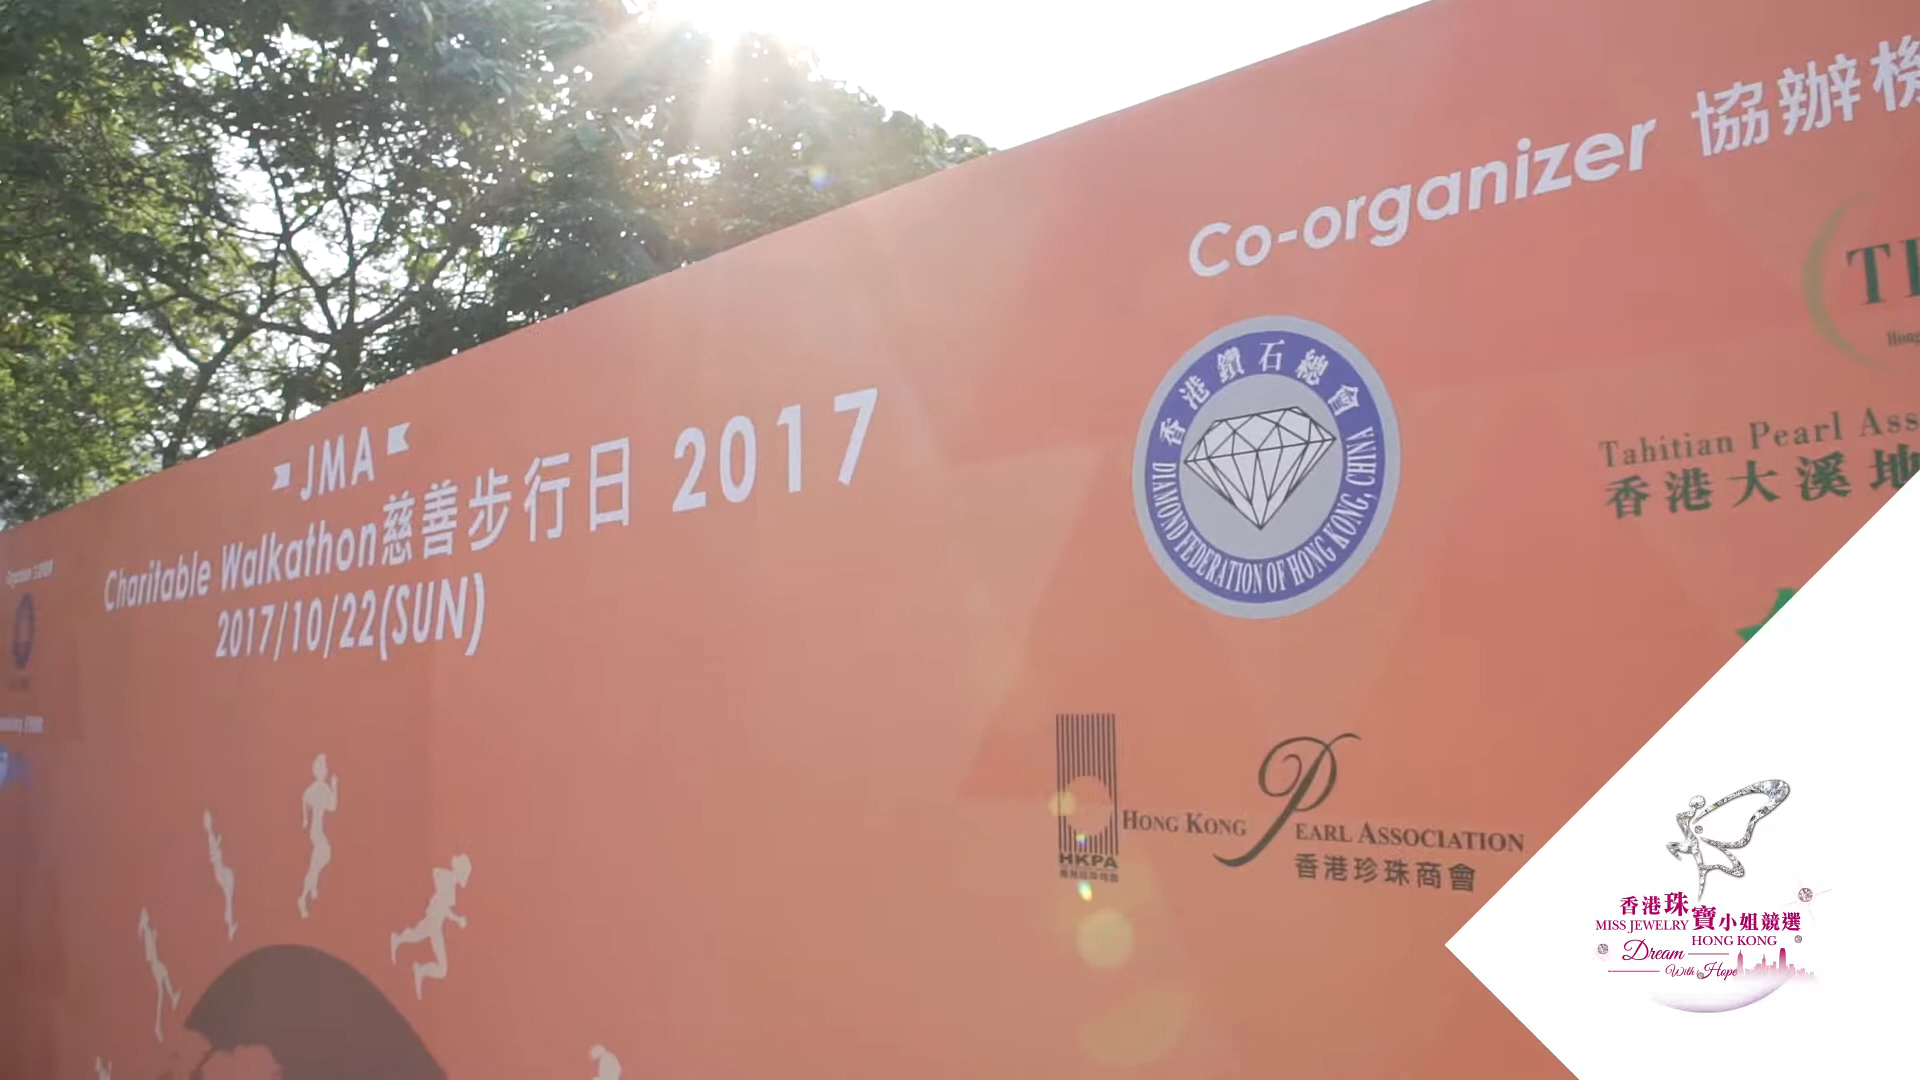 JMA
Charitable Walkathon慈善步行日 2017
2017/10/22(SUN)
Co-organizer 協辦機
香港鑽石總會
DIAMOND FEDERATION OF HONG KONG, CHINA
Tahitian Pearl Ass
香港大溪地
HKPA
HONG KONG PEARL ASSOCIATION
香港珍珠商會
香港珠寶小姐競選
MISS JEWELRY HONG KONG
Dream
With Hope